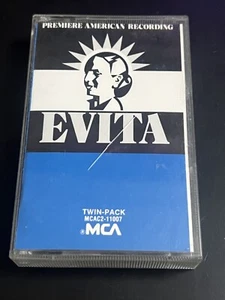 PREMIERE AMERICAN RECORDING
EVITA
TWIN-PACK
MCAC2-11007
®MCA